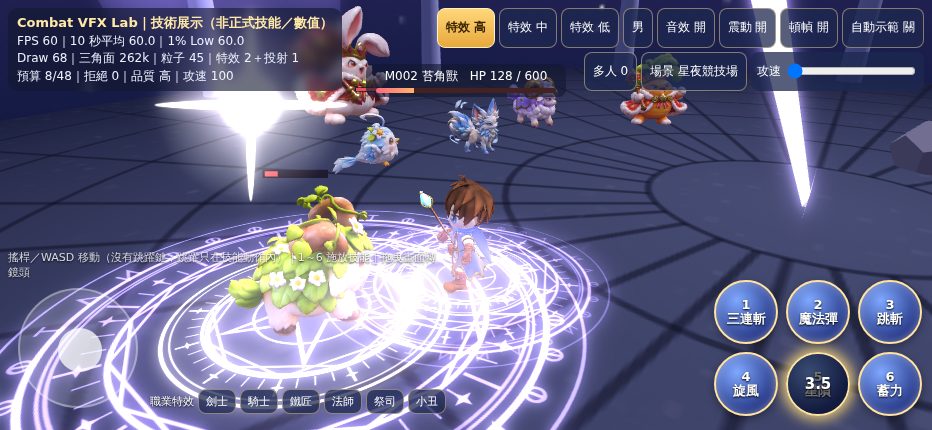 Combat VFX Lab｜技術展示（非正式技能／數值）
FPS 60｜10 秒平均 60.0｜1% Low 60.0
Draw 68｜三角面 262k｜粒子 45｜特效 2＋投射 1
預算 8/48｜拒絕 0｜品質 高｜攻速 100
特效 高
特效 中
特效 低
男
音效 開
震動 開
頓幀 開
自動示範 關
多人 0
場景 星夜競技場
攻速
M002 苔角獸 HP 128 / 600
搖桿／WASD 移動（沒有跳躍鍵
鏡頭
1
三連斬
2
魔法彈
3
跳斬
4
旋風
3.5
6
蓄力
職業特效
劍士
騎士
鐵匠
法師
祭司
小丑